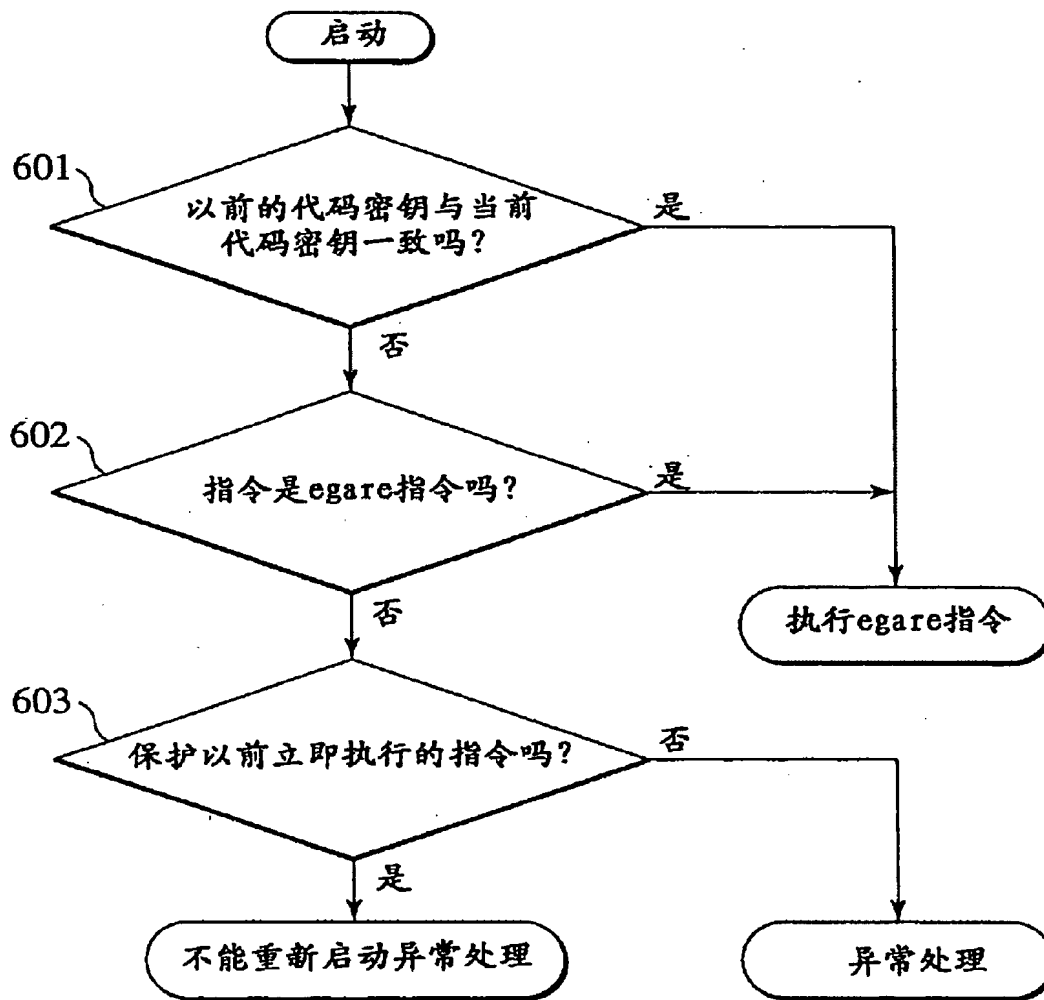 启动
601
以前的代码密钥与当前
代码密钥一致吗?
是
否
602
指令是egare指令吗?
是
否
执行egare指令
603
保护以前立即执行的指令吗?
否
是
不能重新启动异常处理
异常处理